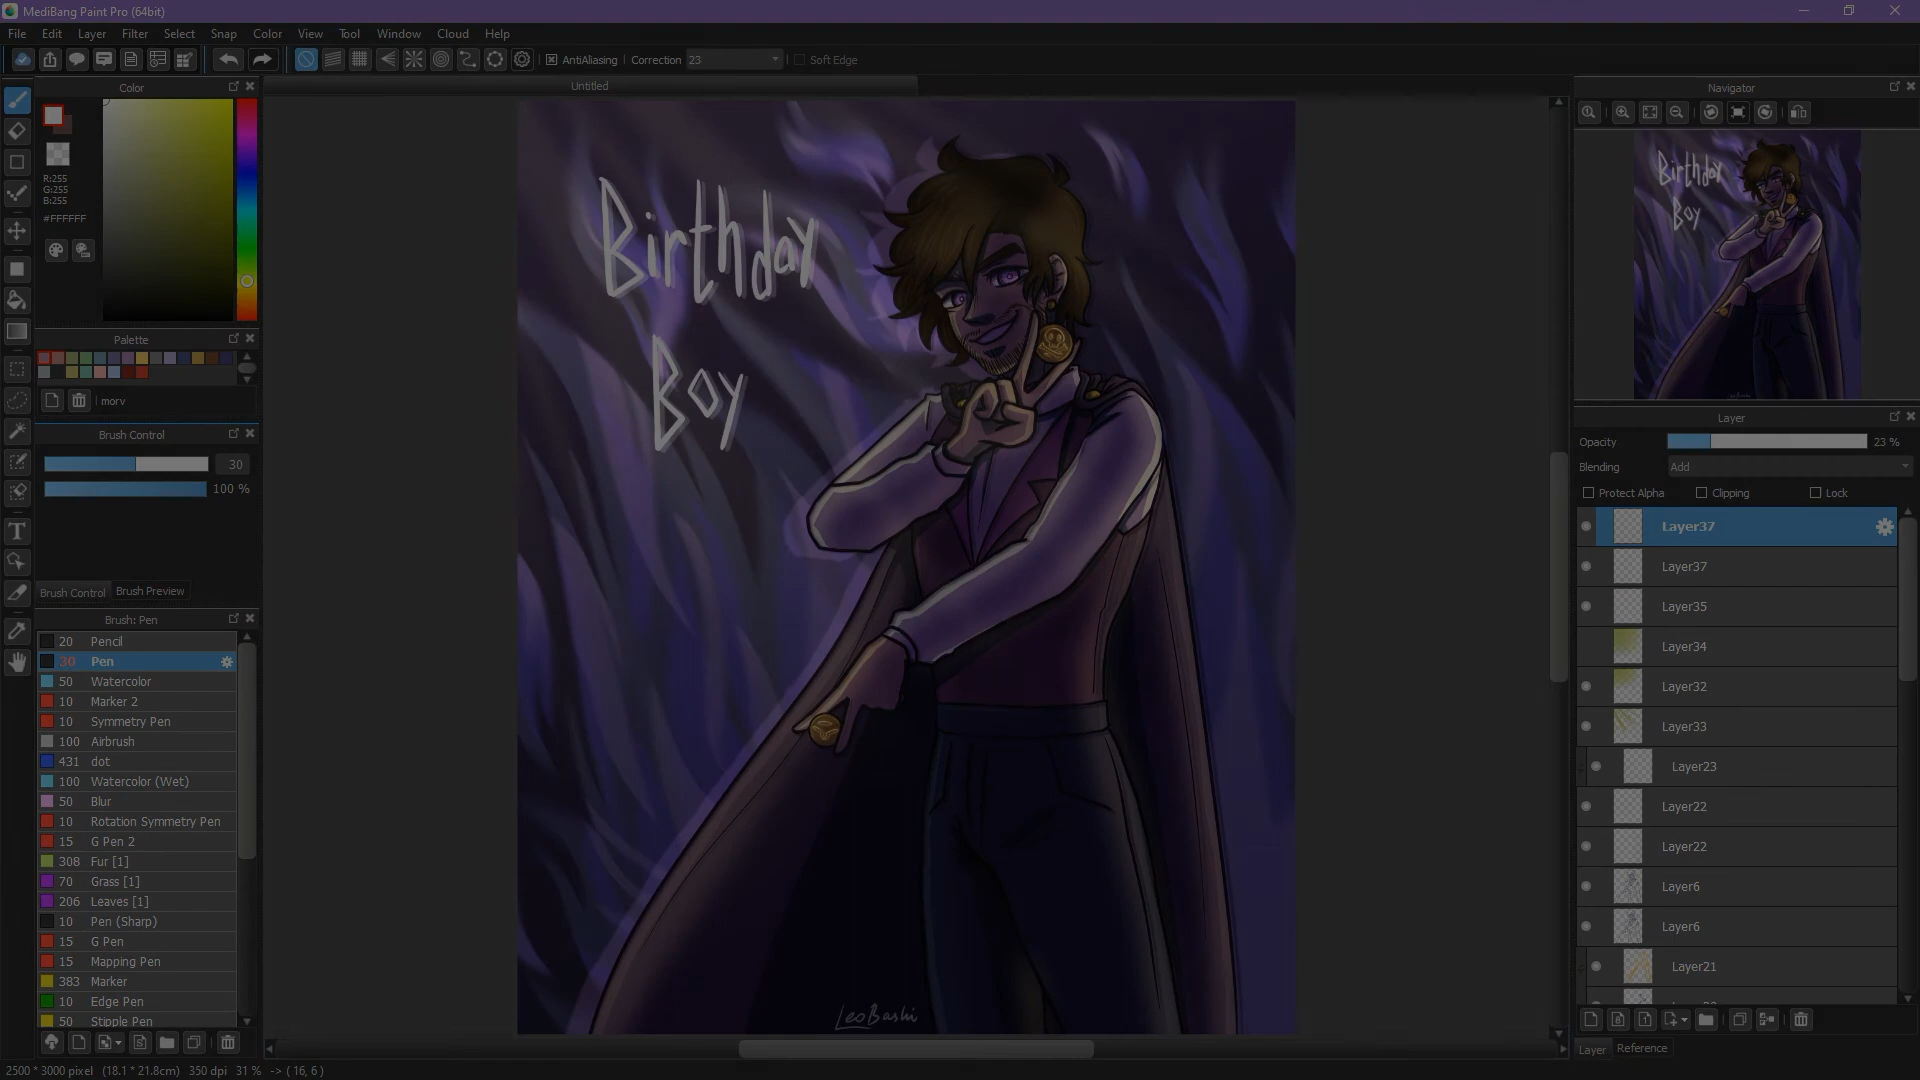 MediBang Paint Pro (64bit)
File Edit Layer Filter Select Snap Color View Tool Window Cloud Help
AntiAliasing Correction 23 Soft Edge
Color
Untitled
Navigator
R:255
G:255
B:255
#FFFFFF
Palette
morv
Brush Control
30
100 %
Brush Control Brush Preview
Brush: Pen
20 Pencil
30 Pen
50 Watercolor
10 Marker 2
10 Symmetry Pen
100 Airbrush
431 dot
100 Watercolor (Wet)
50 Blur
10 Rotation Symmetry Pen
15 G Pen 2
308 Fur [1]
70 Grass [1]
206 Leaves [1]
10 Pen (Sharp)
15 G Pen
15 Mapping Pen
383 Marker
10 Edge Pen
50 Stipple Pen
Birthday
Boy
LeoBashi
Birthday
Boy
Layer
Opacity 23 %
Blending Add
Protect Alpha Clipping Lock
Layer37
Layer37
Layer35
Layer34
Layer32
Layer33
Layer23
Layer22
Layer22
Layer6
Layer6
Layer21
Layer Reference
2500 * 3000 pixel (18.1 * 21.8cm) 350 dpi 31 % -> ( 16, 6 )